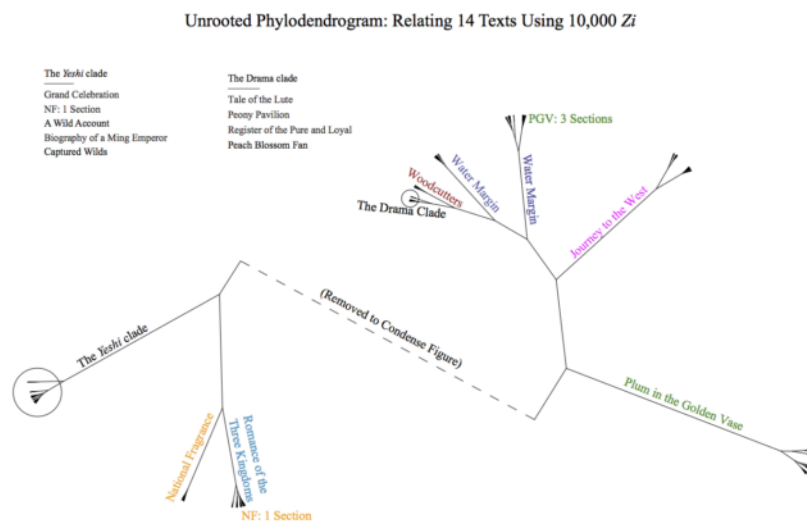 Unrooted Phylodendrogram: Relating 14 Texts Using 10,000 Zi
The Yeshi clade
Grand Celebration
NF: 1 Section
A Wild Account
Biography of a Ming Emperor
Captured Wilds
The Drama clade
Tale of the Lute
Peony Pavilion
Register of the Pure and Loyal
Peach Blossom Fan
PGV: 3 Sections
Water Margin
Water Margin
Woodcutters
The Drama Clade
Journey to the West
(Removed to Condense Figure)
The Yeshi clade
Plum in the Golden Vase
National Fragrance
Romance of the
Three Kingdoms
NF: 1 Section